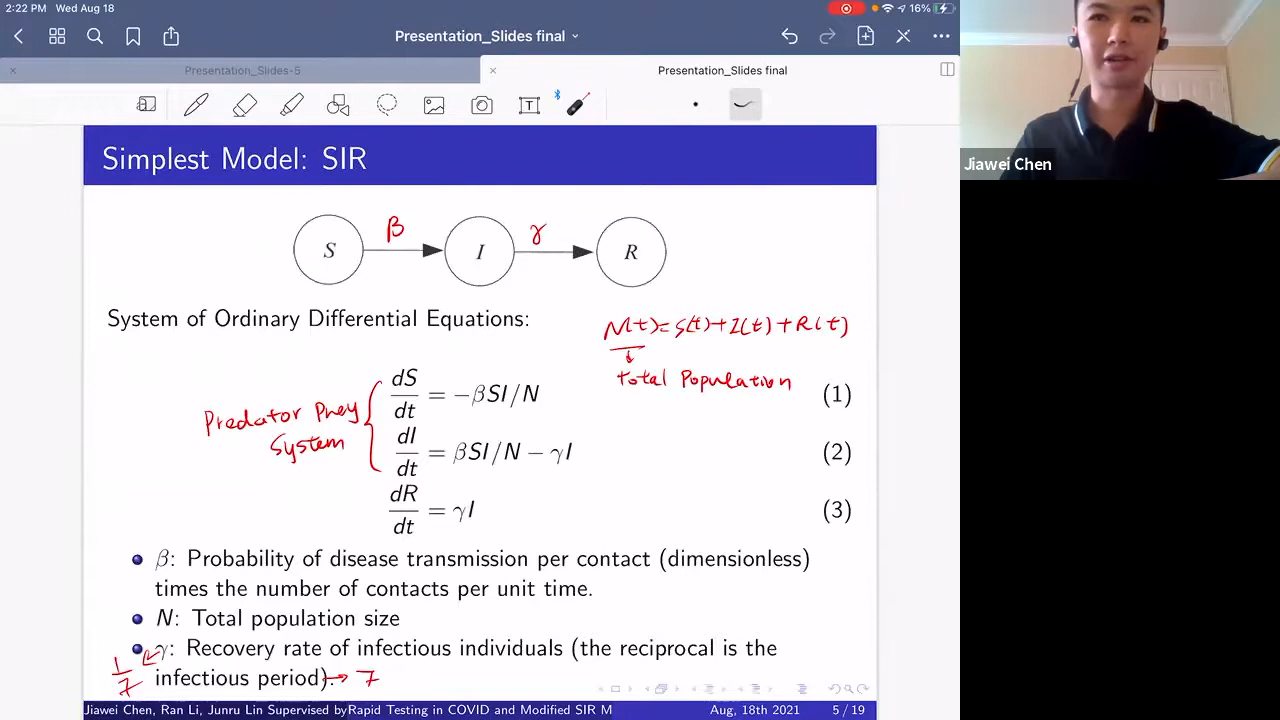 2:22 PM Wed Aug 18
16%
Presentation_Slides final
Presentation_Slides-5
Presentation_Slides final
T
Jiawei Chen
Simplest Model: SIR
S β I γ R
System of Ordinary Differential Equations:
N(t)=S(t)+I(t)+R(t)
Total Population
Predator Prey
System
dS/dt = −βSI/N (1)
dI/dt = βSI/N − γI (2)
dR/dt = γI (3)
β: Probability of disease transmission per contact (dimensionless)
times the number of contacts per unit time.
N: Total population size
γ: Recovery rate of infectious individuals (the reciprocal is the
1/7 infectious period). → 7
Jiawei Chen, Ran Li, Junru Lin Supervised by Rapid Testing in COVID and Modified SIR M Aug, 18th 2021 5 / 19